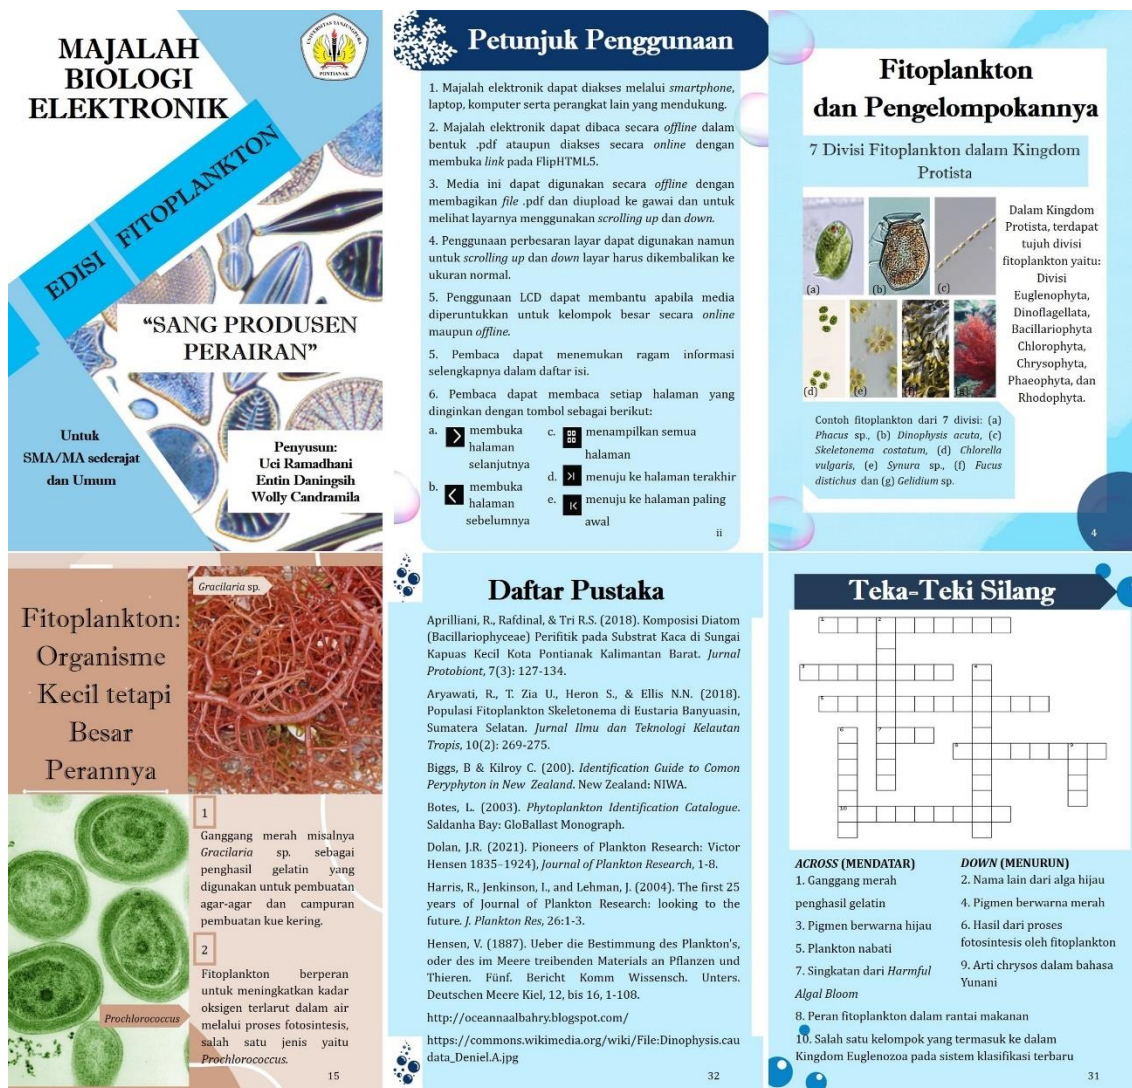 MAJALAH
BIOLOGI
ELEKTRONIK
UNIVERSITAS TANJUNGPURA
PONTIANAK
EDISI FITOPLANKTON
“SANG PRODUSEN
PERAIRAN”
Untuk
SMA/MA sederajat
dan Umum
Penyusun:
Uci Ramadhani
Entin Daningsih
Wolly Candramila
Petunjuk Penggunaan
1. Majalah elektronik dapat diakses melalui smartphone,
laptop, komputer serta perangkat lain yang mendukung.
2. Majalah elektronik dapat dibaca secara offline dalam
bentuk .pdf ataupun diakses secara online dengan
membuka link pada FlipHTML5.
3. Media ini dapat digunakan secara offline dengan
membagikan file .pdf dan diupload ke gawai dan untuk
melihat layarnya menggunakan scrolling up dan down.
4. Penggunaan perbesaran layar dapat digunakan namun
untuk scrolling up dan down layar harus dikembalikan ke
ukuran normal.
5. Penggunaan LCD dapat membantu apabila media
diperuntukkan untuk kelompok besar secara online
maupun offline.
5. Pembaca dapat menemukan ragam informasi
selengkapnya dalam daftar isi.
6. Pembaca dapat membaca setiap halaman yang
dinginkan dengan tombol sebagai berikut:
a. membuka
halaman
selanjutnya
b. membuka
halaman
sebelumnya
c. menampilkan semua
halaman
d. menuju ke halaman terakhir
e. menuju ke halaman paling
awal
ii
Fitoplankton
dan Pengelompokannya
7 Divisi Fitoplankton dalam Kingdom
Protista
(a)
(b)
(c)
(d)
(e)
(f)
(g)
Dalam Kingdom
Protista, terdapat
tujuh divisi
fitoplankton yaitu:
Divisi
Euglenophyta,
Dinoflagellata,
Bacillariophyta
Chlorophyta,
Chrysophyta,
Phaeophyta, dan
Rhodophyta.
Contoh fitoplankton dari 7 divisi: (a)
Phacus sp., (b) Dinophysis acuta, (c)
Skeletonema costatum, (d) Chlorella
vulgaris, (e) Synura sp., (f) Fucus
distichus dan (g) Gelidium sp.
4
Fitoplankton:
Organisme
Kecil tetapi
Besar
Perannya
Gracilaria sp.
1
Ganggang merah misalnya
Gracilaria sp. sebagai
penghasil gelatin yang
digunakan untuk pembuatan
agar-agar dan campuran
pembuatan kue kering.
2
Fitoplankton berperan
untuk meningkatkan kadar
oksigen terlarut dalam air
melalui proses fotosintesis,
salah satu jenis yaitu
Prochlorococcus.
Prochlorococcus
15
Daftar Pustaka
Aprilliani, R., Rafdinal, & Tri R.S. (2018). Komposisi Diatom
(Bacillariophyceae) Perifitik pada Substrat Kaca di Sungai
Kapuas Kecil Kota Pontianak Kalimantan Barat. Jurnal
Protobiont, 7(3): 127-134.
Aryawati, R., T. Zia U., Heron S., & Ellis N.N. (2018).
Populasi Fitoplankton Skeletonema di Eustaria Banyuasin,
Sumatera Selatan. Jurnal Ilmu dan Teknologi Kelautan
Tropis, 10(2): 269-275.
Biggs, B & Kilroy C. (200). Identification Guide to Comon
Peryphyton in New Zealand. New Zealand: NIWA.
Botes, L. (2003). Phytoplankton Identification Catalogue.
Saldanha Bay: GloBallast Monograph.
Dolan, J.R. (2021). Pioneers of Plankton Research: Victor
Hensen 1835–1924), Journal of Plankton Research, 1-8.
Harris, R., Jenkinson, I., and Lehman, J. (2004). The first 25
years of Journal of Plankton Research: looking to the
future. J. Plankton Res, 26:1-3.
Hensen, V. (1887). Ueber die Bestimmung des Plankton's,
oder des im Meere treibenden Materials an Pflanzen und
Thieren. Fünf. Bericht Komm Wissensch. Unters.
Deutschen Meere Kiel, 12, bis 16, 1-108.
http://oceannaalbahry.blogspot.com/
https://commons.wikimedia.org/wiki/File:Dinophysis.cau
data_Deniel.A.jpg
32
Teka-Teki Silang
1
2
3
4
5
6
7
8
9
10
ACROSS (MENDATAR)
1. Ganggang merah
penghasil gelatin
3. Pigmen berwarna hijau
5. Plankton nabati
7. Singkatan dari Harmful
Algal Bloom
8. Peran fitoplankton dalam rantai makanan
10. Salah satu kelompok yang termasuk ke dalam
Kingdom Euglenozoa pada sistem klasifikasi terbaru
DOWN (MENURUN)
2. Nama lain dari alga hijau
4. Pigmen berwarna merah
6. Hasil dari proses
fotosintesis oleh fitoplankton
9. Arti chrysos dalam bahasa
Yunani
31